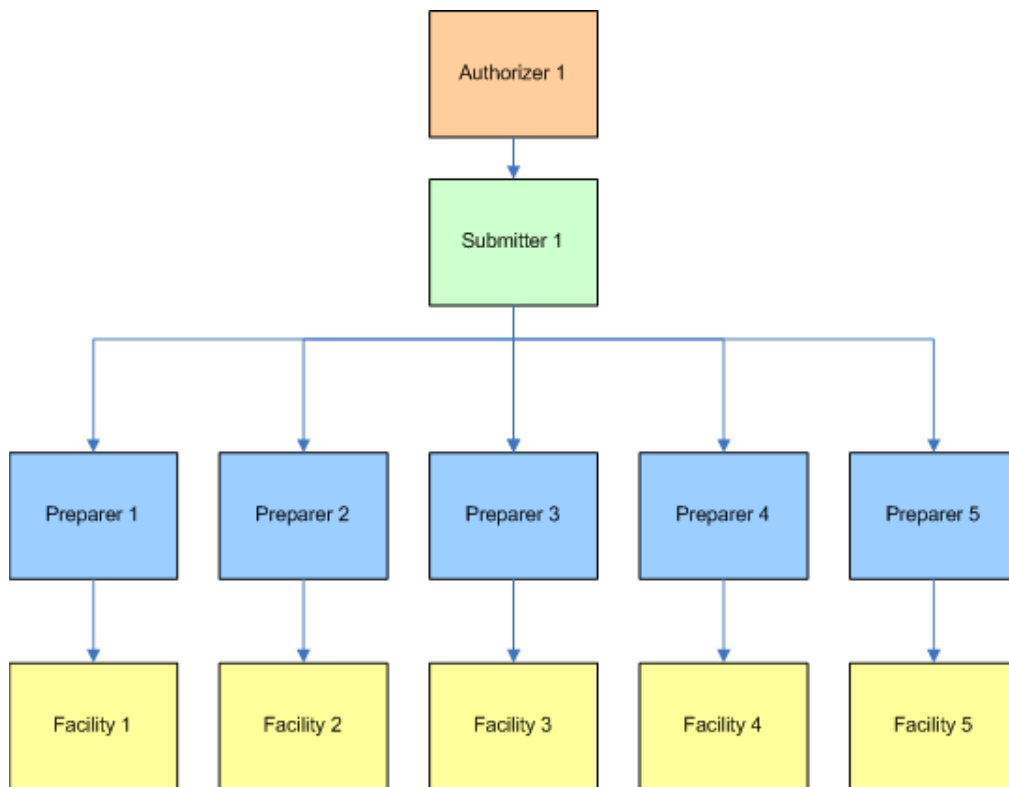 Authorizer 1
Submitter 1
Preparer 1
Preparer 2
Preparer 3
Preparer 4
Preparer 5
Facility 1
Facility 2
Facility 3
Facility 4
Facility 5